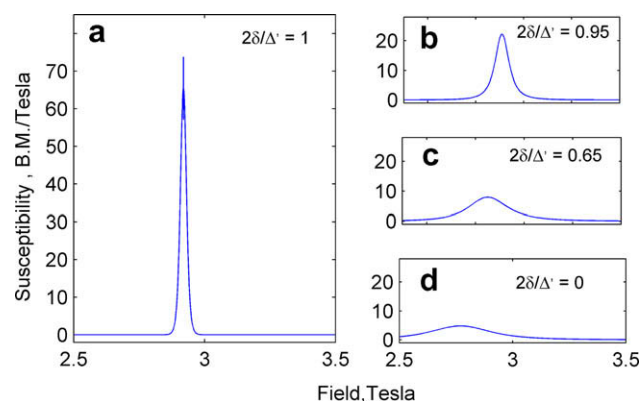 a
2δ/Δ' = 1
Susceptibility , B.M./Tesla
70
60
50
40
30
20
10
0
2.5
3
3.5
b
2δ/Δ' = 0.95
20
10
0
c
2δ/Δ' = 0.65
20
10
0
d
2δ/Δ' = 0
20
10
0
2.5
3
3.5
Field,Tesla